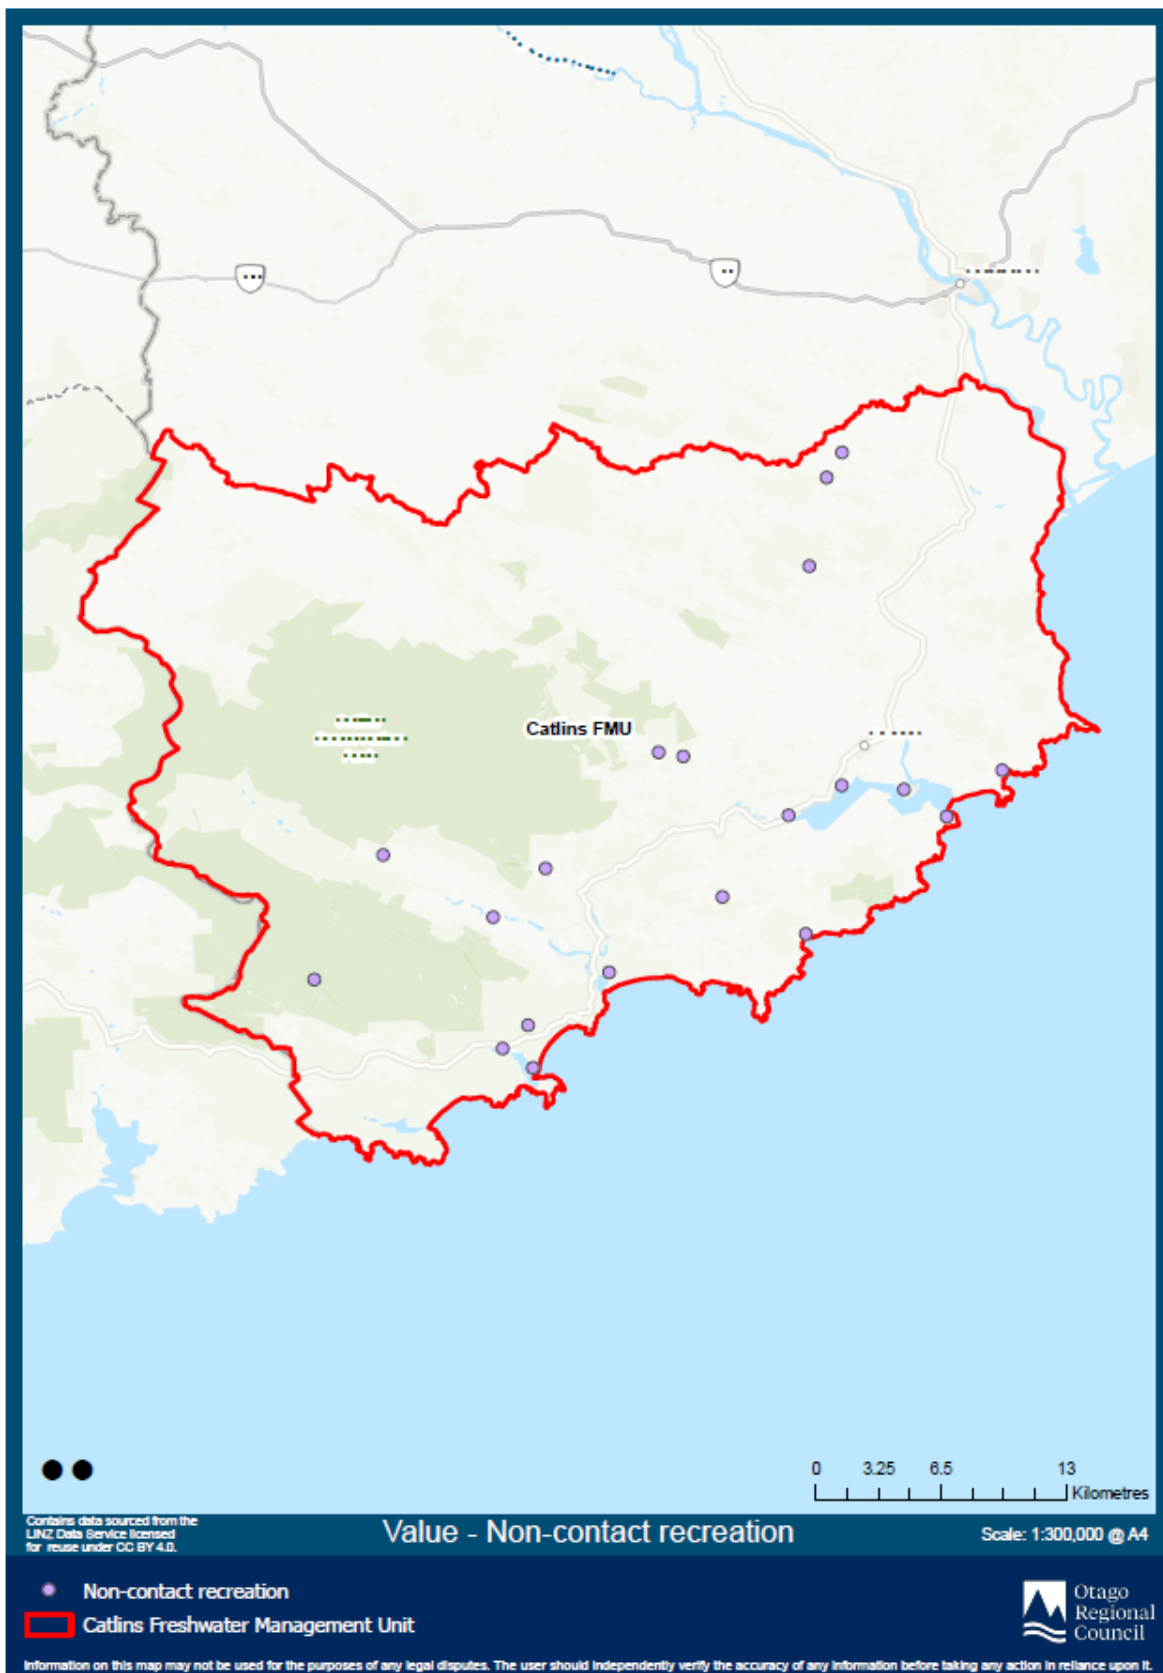 Catlins FMU
0 3.25 6.5 13
Kilometres
Contains data sourced from the
LINZ Data Service licensed
for reuse under CC BY 4.0.
Value - Non-contact recreation
Scale: 1:300,000 @ A4
Non-contact recreation
Catlins Freshwater Management Unit
Otago
Regional
Council
Information on this map may not be used for the purposes of any legal disputes. The user should independently verify the accuracy of any information before taking any action in reliance upon it.